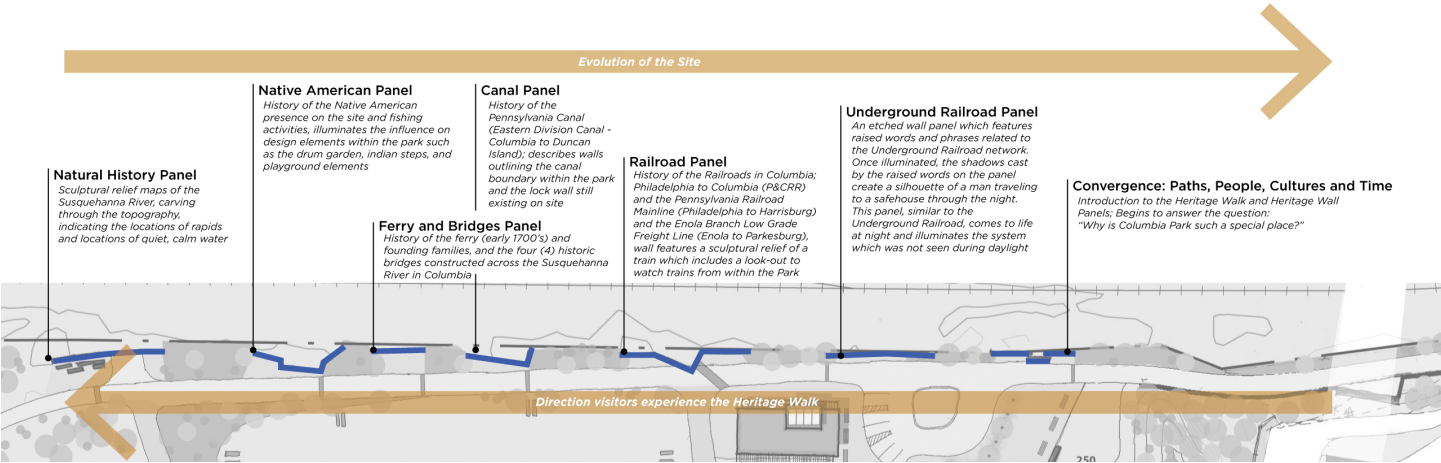 Evolution of the Site
Natural History Panel
Sculptural relief maps of the
Susquehanna River, carving
through the topography,
indicating the locations of rapids
and locations of quiet, calm water
Native American Panel
History of the Native American
presence on the site and fishing
activities, illuminates the influence on
design elements within the park such
as the drum garden, indian steps, and
playground elements
Ferry and Bridges Panel
History of the ferry (early 1700's) and
founding families, and the four (4) historic
bridges constructed across the Susquehanna
River in Columbia
Canal Panel
History of the
Pennsylvania Canal
(Eastern Division Canal -
Columbia to Duncan
Island); describes walls
outlining the canal
boundary within the park
and the lock wall still
existing on site
Railroad Panel
History of the Railroads in Columbia;
Philadelphia to Columbia (P&CRR)
and the Pennsylvania Railroad
Mainline (Philadelphia to Harrisburg)
and the Enola Branch Low Grade
Freight Line (Enola to Parkesburg),
wall features a sculptural relief of a
train which includes a look-out to
watch trains from within the Park
Underground Railroad Panel
An etched wall panel which features
raised words and phrases related to
the Underground Railroad network.
Once illuminated, the shadows cast
by the raised words on the panel
create a silhouette of a man traveling
to a safehouse through the night.
This panel, similar to the
Underground Railroad, comes to life
at night and illuminates the system
which was not seen during daylight
Convergence: Paths, People, Cultures and Time
Introduction to the Heritage Walk and Heritage Wall
Panels; Begins to answer the question:
"Why is Columbia Park such a special place?"
Direction visitors experience the Heritage Walk
250